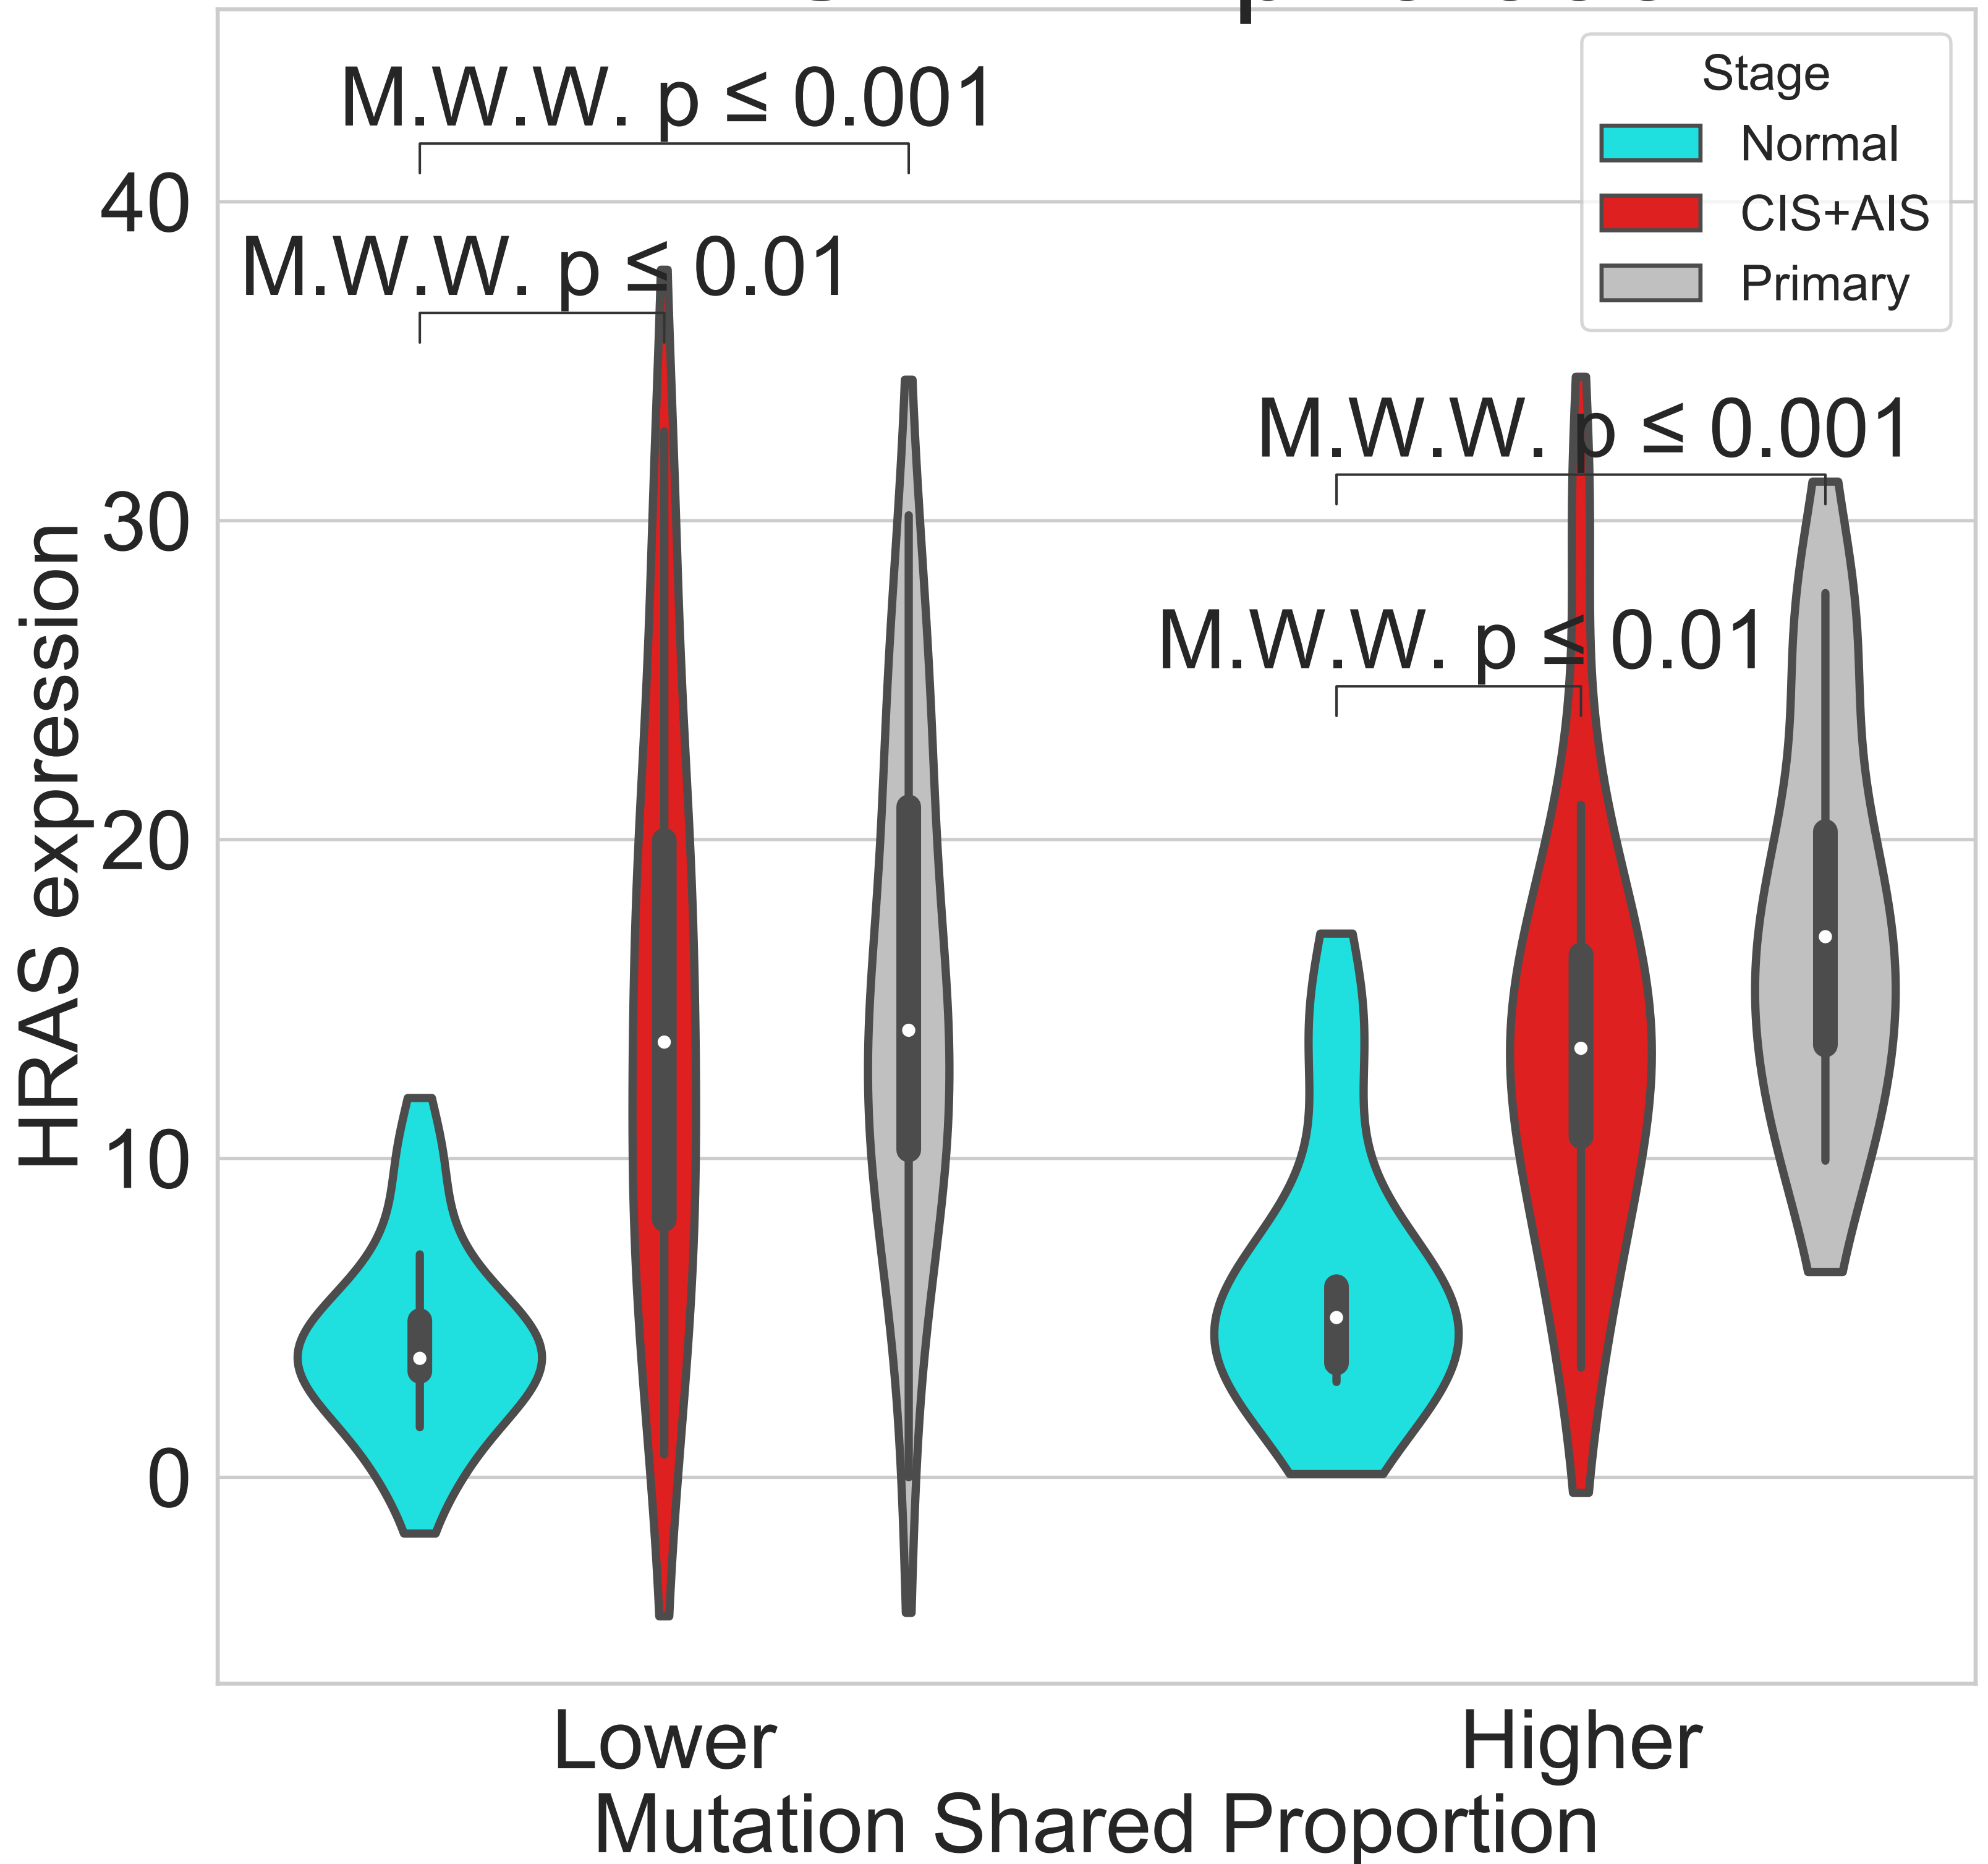 M.W.W. p ≤ 0.001
Stage
Normal
CIS+AIS
Primary
40
M.W.W. p ≤ 0.01
M.W.W. p ≤ 0.001
30
M.W.W. p ≤ 0.01
HRAS expression
20
10
0
Lower
Higher
Mutation Shared Proportion